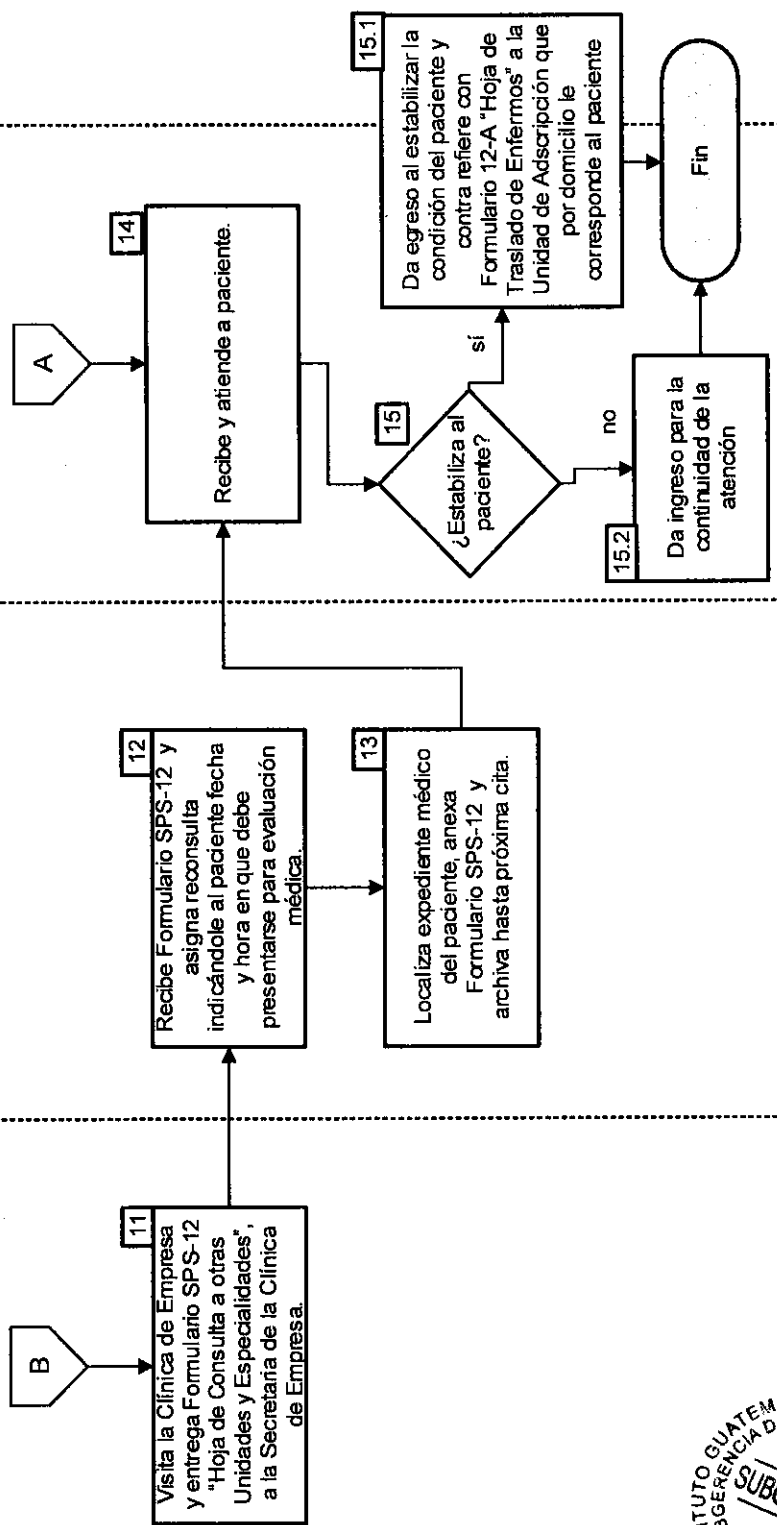 B
11
Visita la Clínica de Empresa
y entrega Formulario SPS-12
"Hoja de Consulta a otras
Unidades y Especialidades",
a la Secretaria de la Clínica
de Empresa.
12
Recibe Formulario SPS-12 y
asigna reconsulta
indicándole al paciente fecha
y hora en que debe
presentarse para evaluación
médica.
13
Localiza expediente médico
del paciente, anexa
Formulario SPS-12 y
archiva hasta próxima cita.
A
14
Recibe y atiende a paciente.
15
¿Estabiliza al
paciente?
sí
15.1
Da egreso al estabilizar la
condición del paciente y
contra refiere con
Formulario 12-A "Hoja de
Traslado de Enfermos" a la
Unidad de Adscripción que
por domicilio le
corresponde al paciente
no
15.2
Da ingreso para la
continuidad de la
atención
Fin